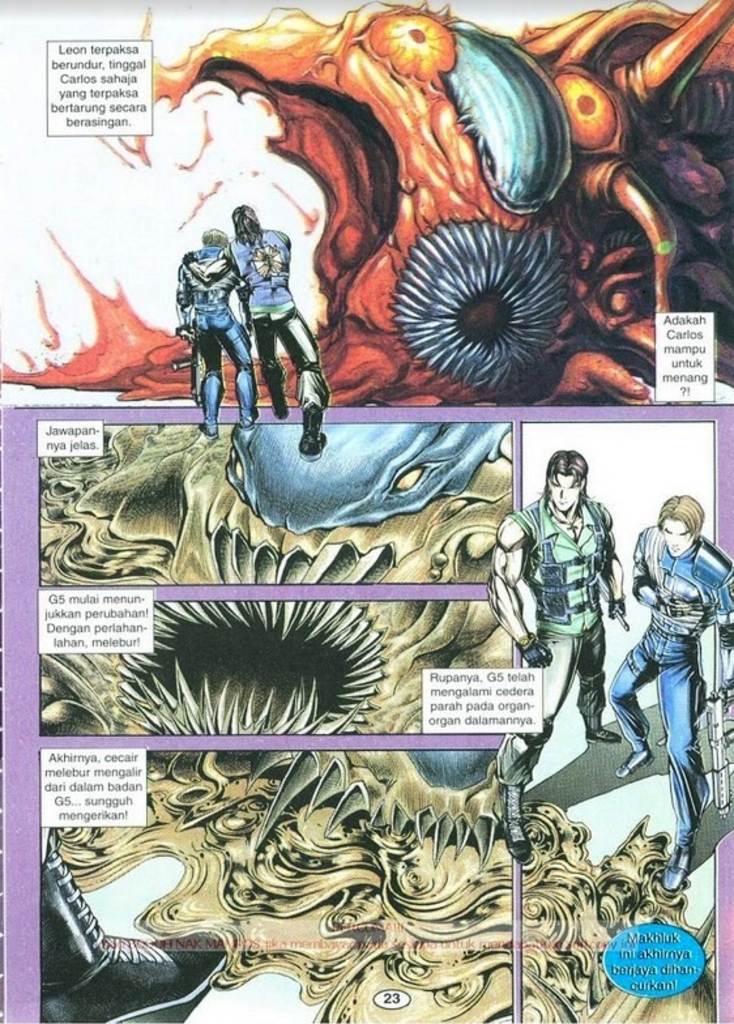 Leon terpaksa
berundur, tinggal
Carlos sahaja
yang terpaksa
bertarung secara
berasingan.
Adakah
Carlos
mampu
untuk
menang
?!
Jawapan-
nya jelas.
G5 mulai menun-
jukkan perubahan!
Dengan perlahan-
lahan, melebur!
Rupanya, G5 telah
mengalami cedera
parah pada organ-
organ dalamannya.
Akhirnya, cecair
melebur mengalir
dari dalam badan
G5... sungguh
mengerikan!
Makhluk
ini akhirnya
berjaya dihan-
curkan!
23